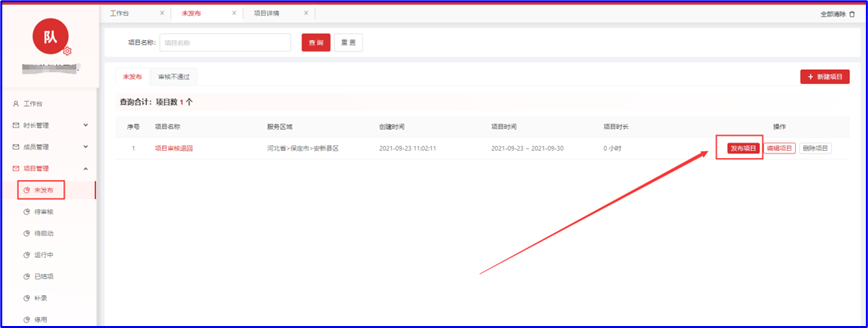 工作台 × 未发布 × 项目详情 × 全部清除
队
项目名称: 项目名称 查询 重置
未发布 审核不通过 + 新建项目
查询合计: 项目数 1 个
序号 项目名称 服务区域 创建时间 项目时间 项目时长 操作
1 项目审核退回 河北省>保定市>安新县区 2021-09-23 11:02:11 2021-09-23 ~ 2021-09-30 0 小时 发布项目 编辑项目 删除项目
工作台
时长管理
成员管理
项目管理
未发布
待审核
待启动
运行中
已结项
补录
停用